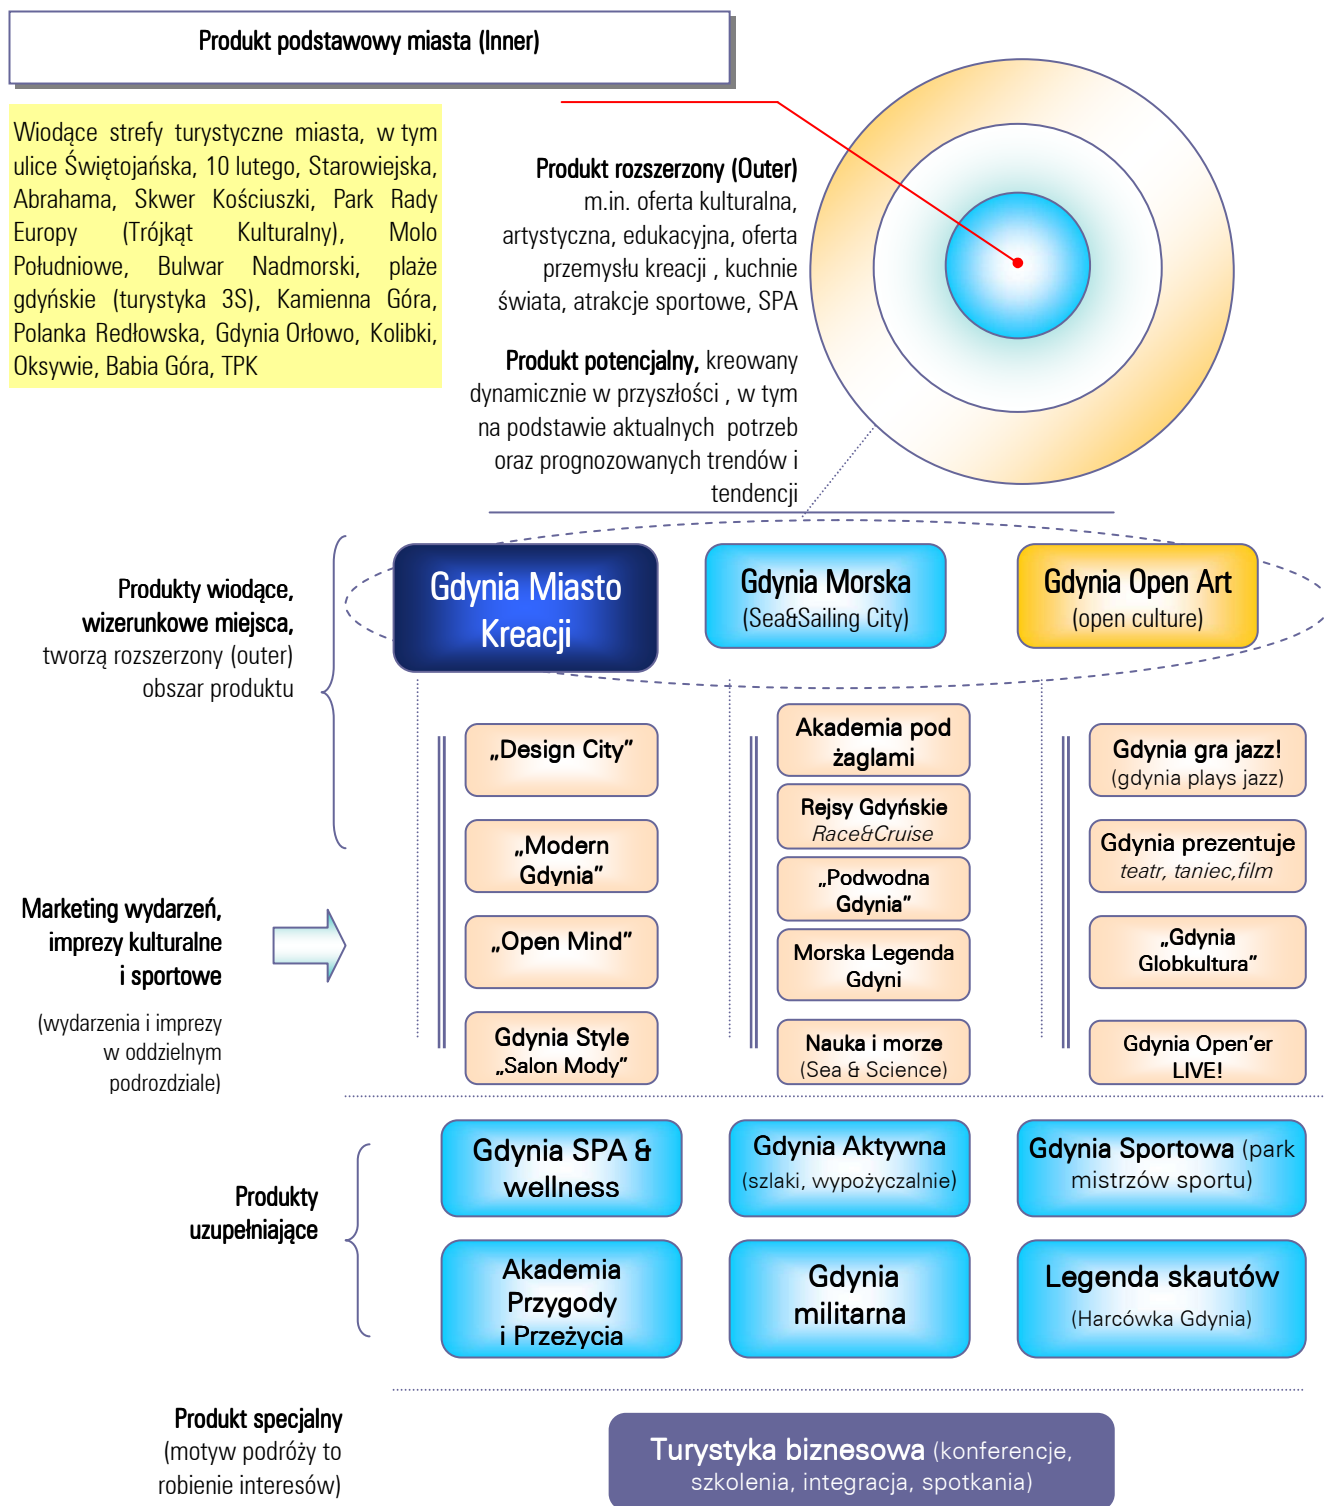 Produkt podstawowy miasta (Inner)
Wiodące strefy turystyczne miasta, w tym
ulice Świętojańska, 10 lutego, Starowiejska,
Abrahama, Skwer Kościuszki, Park Rady
Europy (Trójkąt Kulturalny), Molo
Południowe, Bulwar Nadmorski, plaże
gdyńskie (turystyka 3S), Kamienna Góra,
Polanka Redłowska, Gdynia Orłowo, Kolibki,
Oksywie, Babia Góra, TPK
Produkt rozszerzony (Outer)
m.in. oferta kulturalna,
artystyczna, edukacyjna, oferta
przemysłu kreacji , kuchnie
świata, atrakcje sportowe, SPA
Produkt potencjalny, kreowany
dynamicznie w przyszłości , w tym
na podstawie aktualnych potrzeb
oraz prognozowanych trendów i
tendencji
Produkty wiodące,
wizerunkowe miejsca,
tworzą rozszerzony (outer)
obszar produktu
Gdynia Miasto
Kreacji
Gdynia Morska
(Sea&Sailing City)
Gdynia Open Art
(open culture)
„Design City”
„Modern
Gdynia”
„Open Mind”
Gdynia Style
„Salon Mody”
Akademia pod
żaglami
Rejsy Gdyńskie
Race&Cruise
„Podwodna
Gdynia”
Morska Legenda
Gdyni
Nauka i morze
(Sea & Science)
Gdynia gra jazz!
(gdynia plays jazz)
Gdynia prezentuje
teatr, taniec,film
„Gdynia
Globkultura”
Gdynia Open’er
LIVE!
Marketing wydarzeń,
imprezy kulturalne
i sportowe
(wydarzenia i imprezy
w oddzielnym
podrozdziale)
Produkty
uzupełniające
Gdynia SPA &
wellness
Gdynia Aktywna
(szlaki, wypożyczalnie)
Gdynia Sportowa (park
mistrzów sportu)
Akademia
Przygody
i Przeżycia
Gdynia
militarna
Legenda skautów
(Harcówka Gdynia)
Produkt specjalny
(motyw podróży to
robienie interesów)
Turystyka biznesowa (konferencje,
szkolenia, integracja, spotkania)